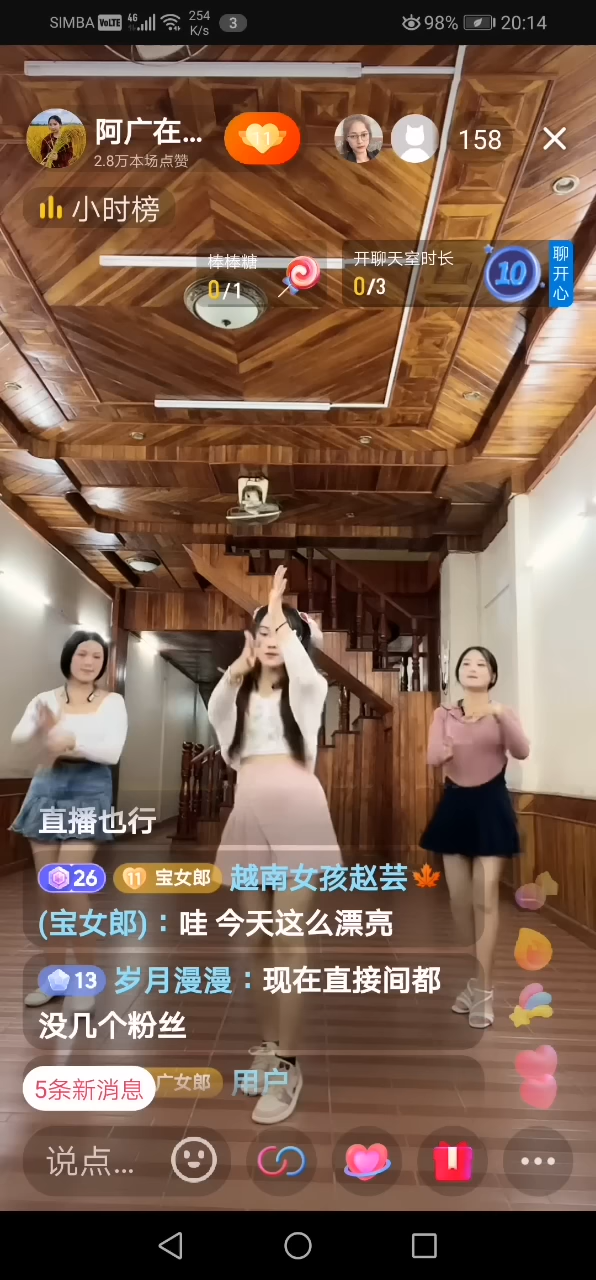 SIMBA VoLTE 4G 254 K/s 3 98% 20:14
阿广在... 11 158
2.8万本场点赞
小时榜
棒棒糖
0/1
开聊天室时长
0/3
10
聊开心
直播也行
26 11 宝女郎 越南女孩赵芸🍁
(宝女郎)：哇 今天这么漂亮
13 岁月漫漫：现在直接间都
没几个粉丝
5条新消息 广女郎 用户
说点...